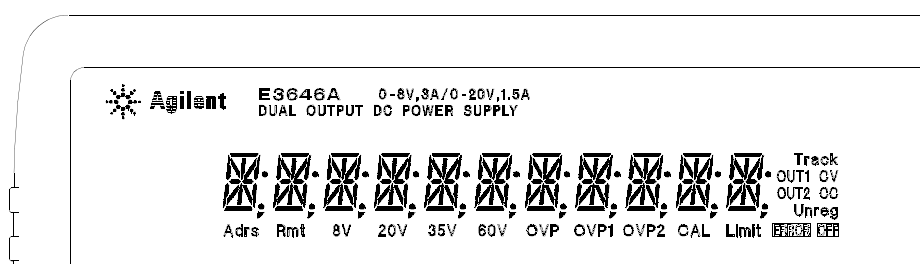 Agilent
E3646A 0-8V,3A/0-20V,1.5A
DUAL OUTPUT DC POWER SUPPLY
Track
OUT1 CV
OUT2 CC
Unreg
Adrs Rmt 8V 20V 35V 60V OVP OVP1 OVP2 CAL Limit ERROR OFF